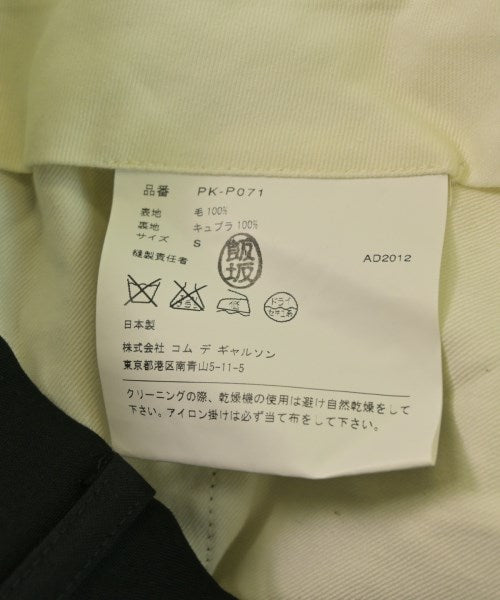 品番 PK-P071
表地 毛 100%
裏地 キュプラ 100%
サイズ S
縫製責任者 飯坂 AD2012
ドライ
セキユ系
日本製
株式会社 コム デ ギャルソン
東京都港区南青山5-11-5
クリーニングの際、乾燥機の使用は避け自然乾燥をして
下さい。アイロン掛けは必ず当て布をして下さい。